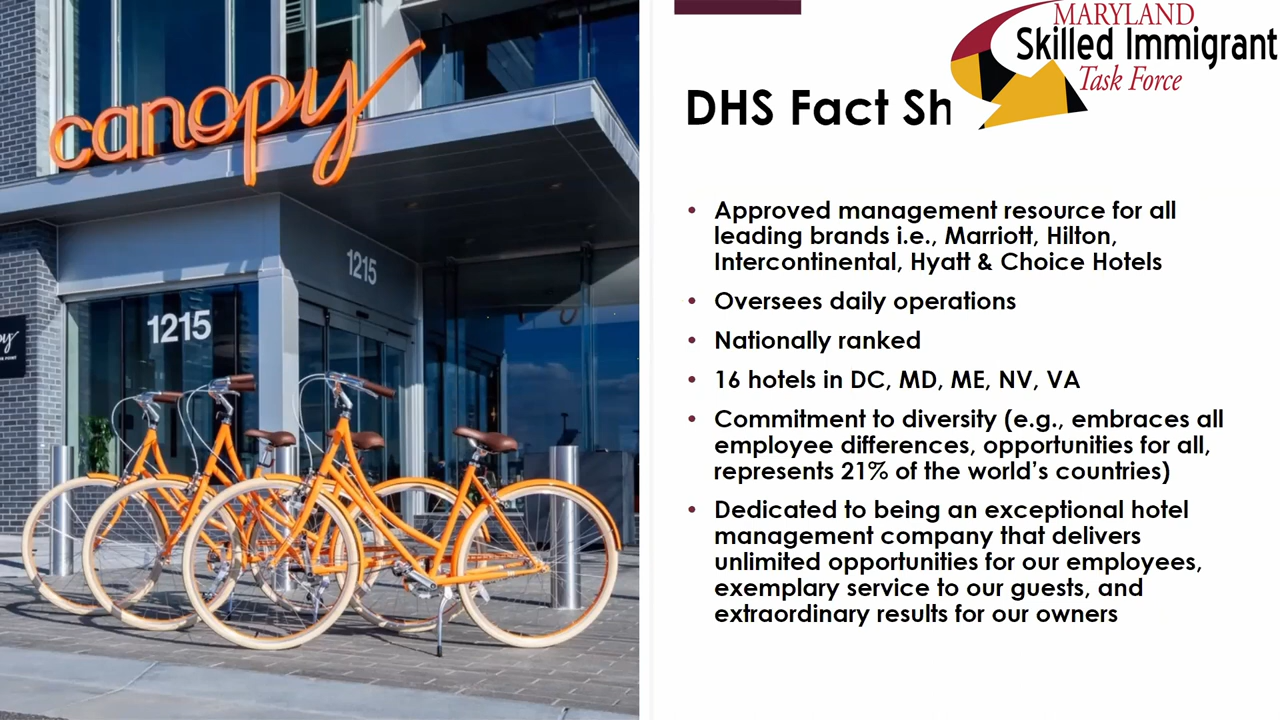 canopy
1215
1215
MARYLAND
Skilled Immigrant
Task Force
DHS Fact Sh
• Approved management resource for all
leading brands i.e., Marriott, Hilton,
Intercontinental, Hyatt & Choice Hotels
• Oversees daily operations
• Nationally ranked
• 16 hotels in DC, MD, ME, NV, VA
• Commitment to diversity (e.g., embraces all
employee differences, opportunities for all,
represents 21% of the world’s countries)
• Dedicated to being an exceptional hotel
management company that delivers
unlimited opportunities for our employees,
exemplary service to our guests, and
extraordinary results for our owners